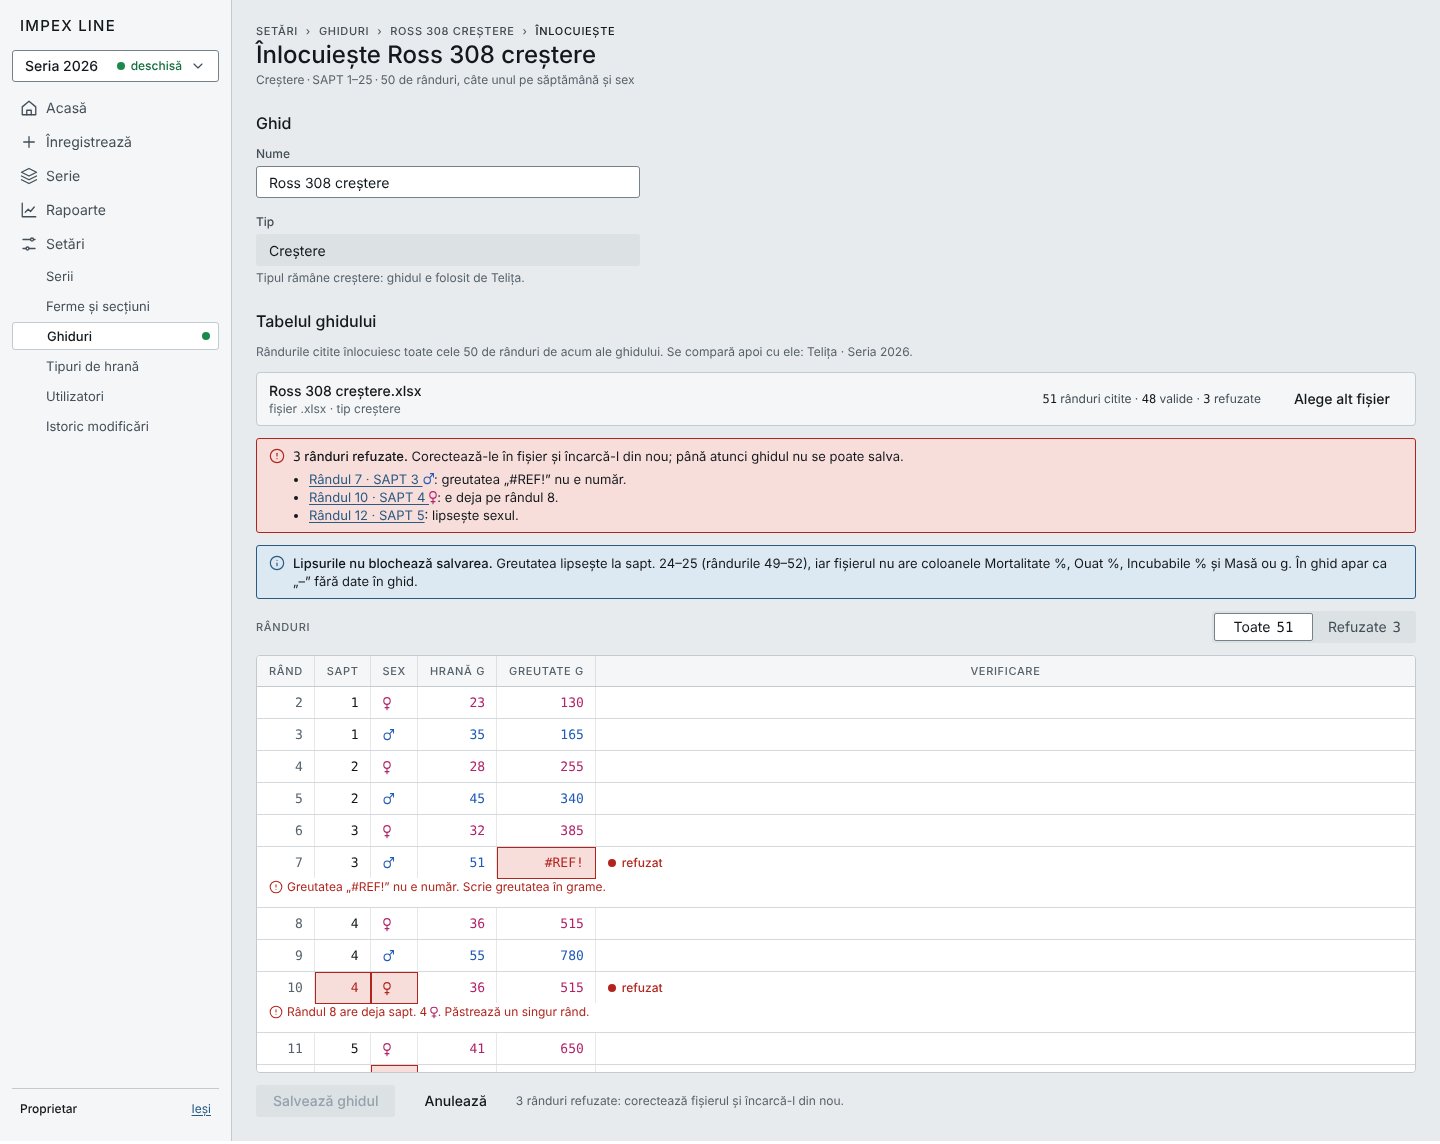 IMPEX LINE
Seria 2026 deschisă
Acasă
Înregistrează
Serie
Rapoarte
Setări
Serii
Ferme și secțiuni
Ghiduri
Tipuri de hrană
Utilizatori
Istoric modificări
Proprietar Ieși
SETĂRI › GHIDURI › ROSS 308 CREȘTERE › ÎNLOCUIEȘTE
Înlocuiește Ross 308 creștere
Creștere · SAPT 1–25 · 50 de rânduri, câte unul pe săptămână și sex
Ghid
Nume
Ross 308 creștere
Tip
Creștere
Tipul rămâne creștere: ghidul e folosit de Telița.
Tabelul ghidului
Rândurile citite înlocuiesc toate cele 50 de rânduri de acum ale ghidului. Se compară apoi cu ele: Telița · Seria 2026.
Ross 308 creștere.xlsx
fișier .xlsx · tip creștere
51 rânduri citite · 48 valide · 3 refuzate Alege alt fișier
3 rânduri refuzate. Corectează-le în fișier și încarcă-l din nou; până atunci ghidul nu se poate salva.
• Rândul 7 · SAPT 3 ♂: greutatea „#REF!” nu e număr.
• Rândul 10 · SAPT 4 ♀: e deja pe rândul 8.
• Rândul 12 · SAPT 5: lipsește sexul.
Lipsurile nu blochează salvarea. Greutatea lipsește la sapt. 24–25 (rândurile 49–52), iar fișierul nu are coloanele Mortalitate %, Ouat %, Incubabile % și Masă ou g. În ghid apar ca
„–” fără date în ghid.
RÂNDURI Toate 51 Refuzate 3
RÂND SAPT SEX HRANĂ G GREUTATE G VERIFICARE
2 1 ♀ 23 130
3 1 ♂ 35 165
4 2 ♀ 28 255
5 2 ♂ 45 340
6 3 ♀ 32 385
7 3 ♂ 51 #REF! refuzat
Greutatea „#REF!” nu e număr. Scrie greutatea în grame.
8 4 ♀ 36 515
9 4 ♂ 55 780
10 4 ♀ 36 515 refuzat
Rândul 8 are deja sapt. 4 ♀. Păstrează un singur rând.
11 5 ♀ 41 650
Salvează ghidul Anulează 3 rânduri refuzate: corectează fișierul și încarcă-l din nou.